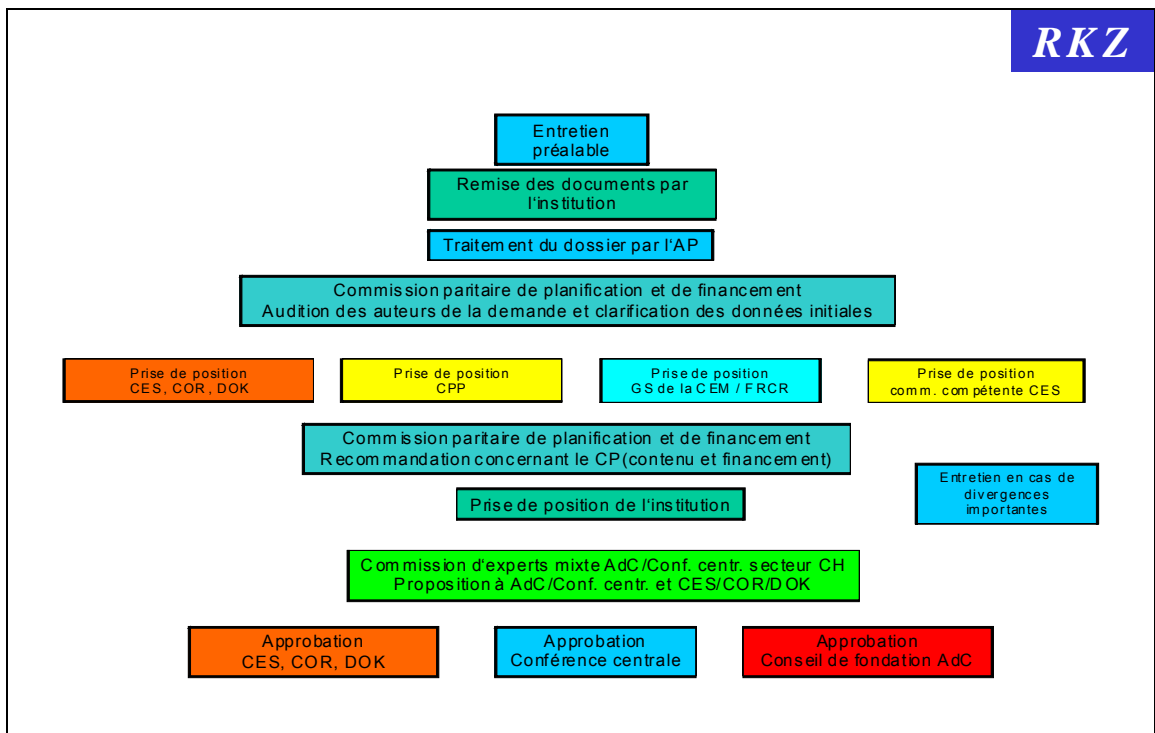 RKZ
Entretien
préalable
Remise des documents par
l'institution
Traitement du dossier par l'AP
Commission paritaire de planification et de financement
Audition des auteurs de la demande et clarification des données initiales
Prise de position
CES, COR, DOK
Prise de position
CPP
Prise de position
GS de la CEM / FRCR
Prise de position
comm. compétente CES
Commission paritaire de planification et de financement
Recommandation concernant le CP(contenu et financement)
Entretien en cas de
divergences
importantes
Prise de position de l'institution
Commission d'experts mixte AdC/Conf. centr. secteur CH
Proposition à AdC/Conf. centr. et CES/COR/DOK
Approbation
CES, COR, DOK
Approbation
Conférence centrale
Approbation
Conseil de fondation AdC